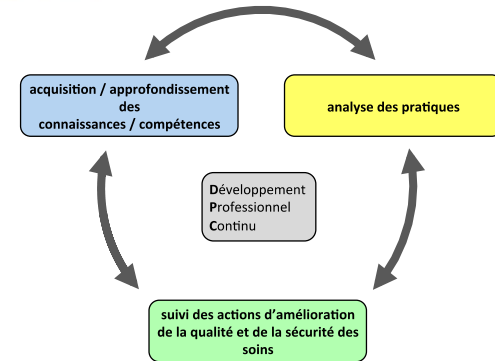 acquisition / approfondissement
des
connaissances / compétences
analyse des pratiques
Développement
Professionnel
Continu
suivi des actions d’amélioration
de la qualité et de la sécurité des
soins